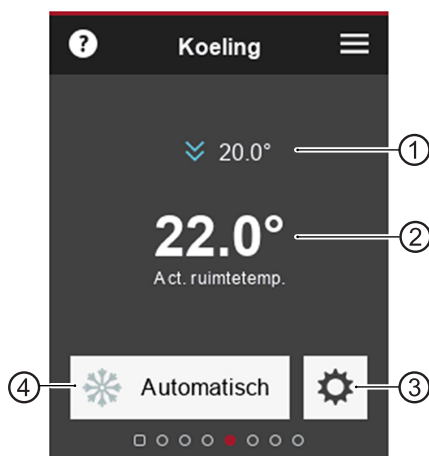 ?
Koeling
20.0°
1
22.0°
2
Act. ruimtetemp.
4
Automatisch
3